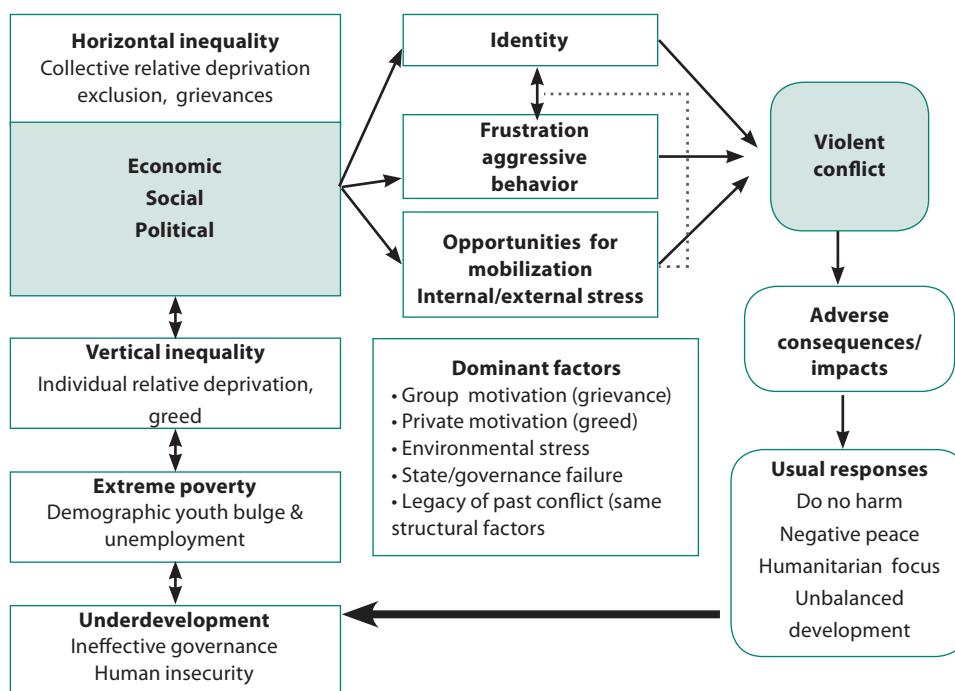 Horizontal inequality
Collective relative deprivation
exclusion, grievances
Economic
Social
Political
Vertical inequality
Individual relative deprivation,
greed
Extreme poverty
Demographic youth bulge &
unemployment
Underdevelopment
Ineffective governance
Human insecurity
Identity
Frustration
aggressive
behavior
Opportunities for
mobilization
Internal/external stress
Dominant factors
• Group motivation (grievance)
• Private motivation (greed)
• Environmental stress
• State/governance failure
• Legacy of past conflict (same
structural factors
Violent
conflict
Adverse
consequences/
impacts
Usual responses
Do no harm
Negative peace
Humanitarian focus
Unbalanced
development